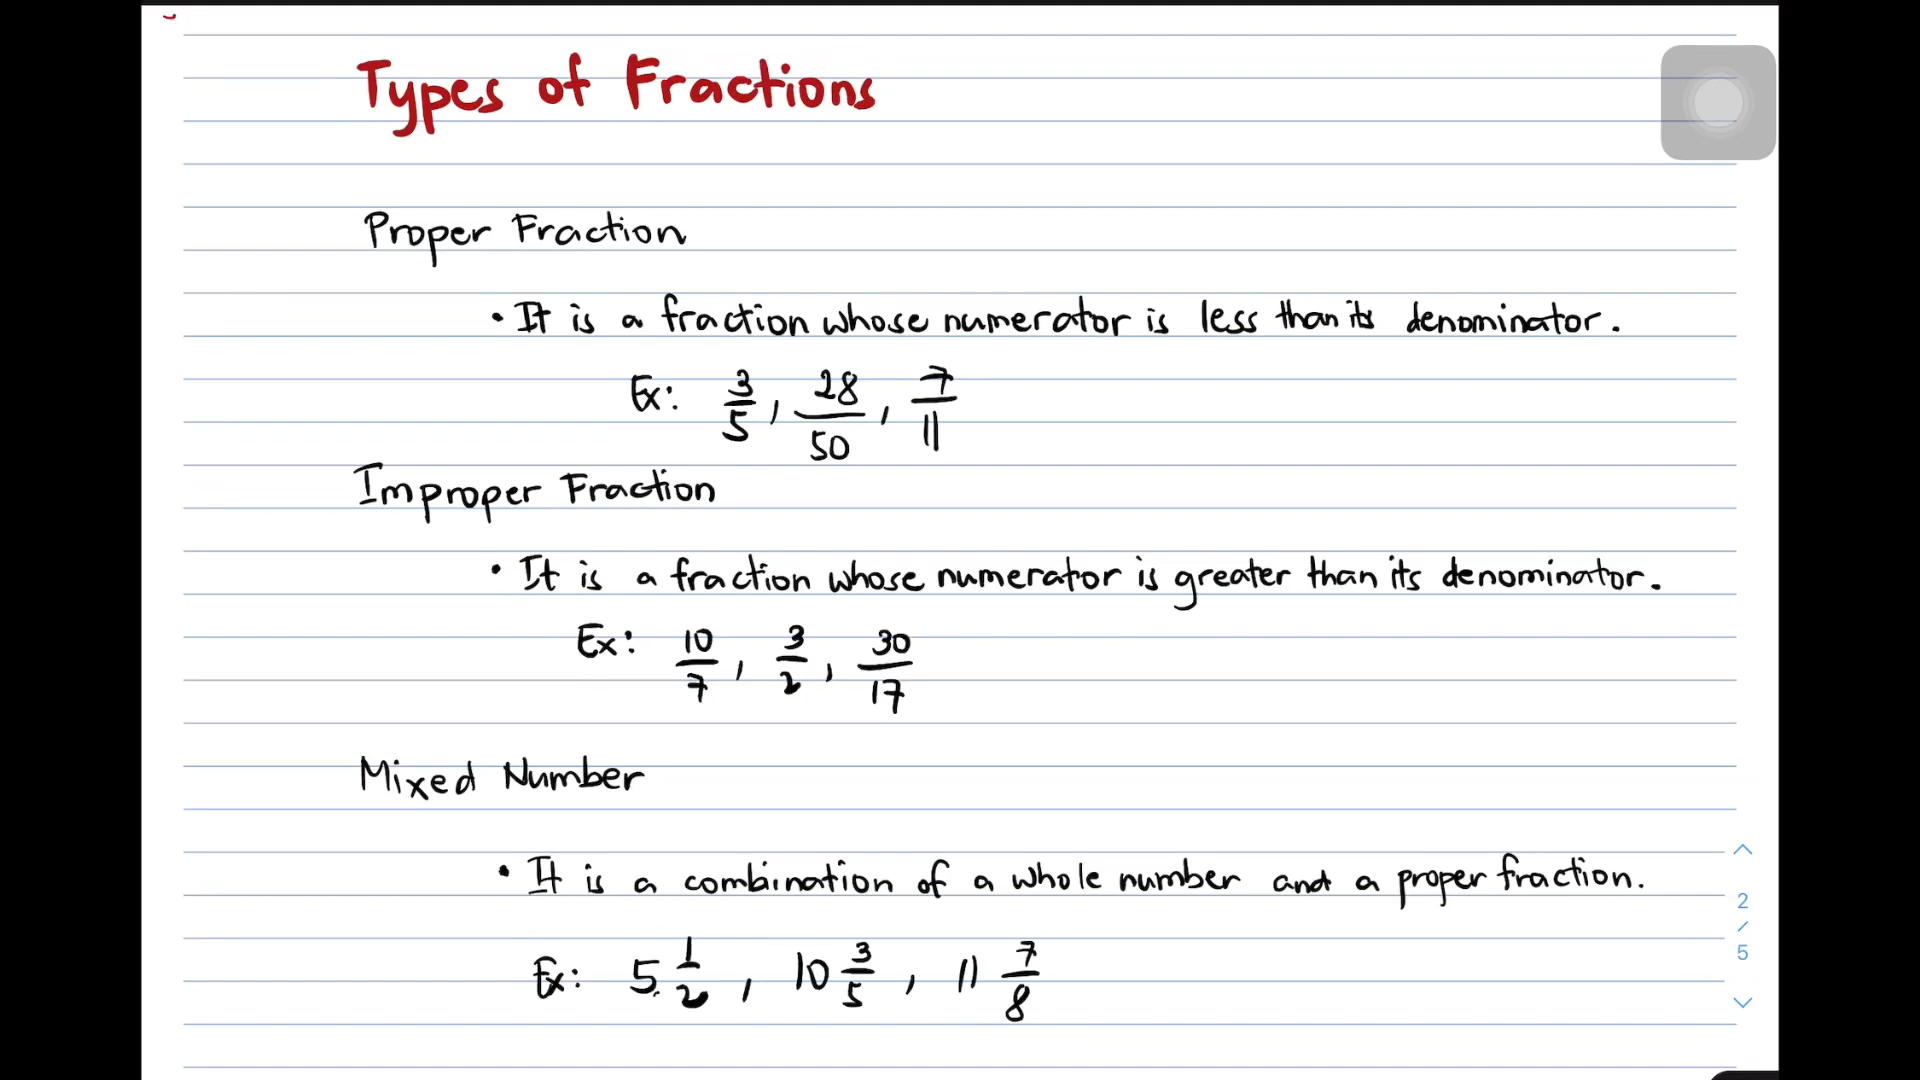 Types of Fractions
Proper Fraction
• It is a fraction whose numerator is less than its denominator.
Ex: 3/5, 28/50, 7/11
Improper Fraction
• It is a fraction whose numerator is greater than its denominator.
Ex: 10/7, 3/2, 30/17
Mixed Number
• It is a combination of a whole number and a proper fraction.
Ex: 5 1/2, 10 3/5, 11 7/8
2
/
5